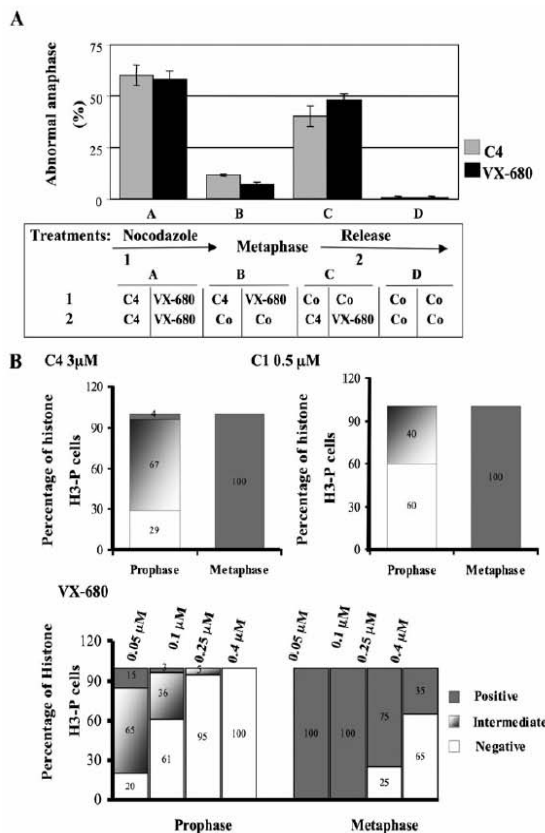 A
Abnormal anaphase
(%)
75
50
25
0
A B C D
C4
VX-680
Treatments: Nocodazole Metaphase Release
1 2
A B C D
1 C4 VX-680 C4 VX-680 Co Co Co Co
2 C4 VX-680 Co Co C4 VX-680 Co Co
B C4 3µM C1 0.5 µM
Percentage of histone
H3-P cells
120
90
60
30
0
4
67
29
100
Prophase Metaphase
Percentage of histone
H3-P cells
120
90
60
30
0
40
60
100
Prophase Metaphase
VX-680
0.05 µM 0.1 µM 0.25 µM 0.4 µM 0.05 µM 0.1 µM 0.25 µM 0.4 µM
Percentage of Histone
H3-P cells
120
90
60
30
0
15
65
20
36
61
5
95
100
100
100
75
25
35
65
Positive
Intermediate
Negative
Prophase Metaphase